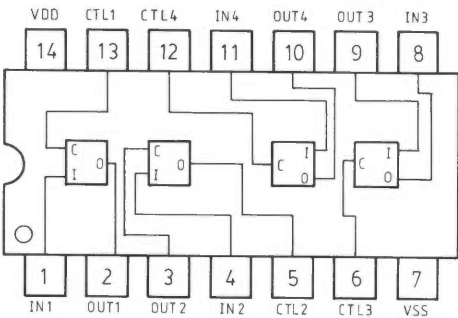 VDD CTL1 CTL4 IN4 OUT4 OUT3 IN3
14 13 12 11 10 9 8
C O I
C O I
C I O
C I O
1 2 3 4 5 6 7
IN1 OUT1 OUT2 IN2 CTL2 CTL3 VSS